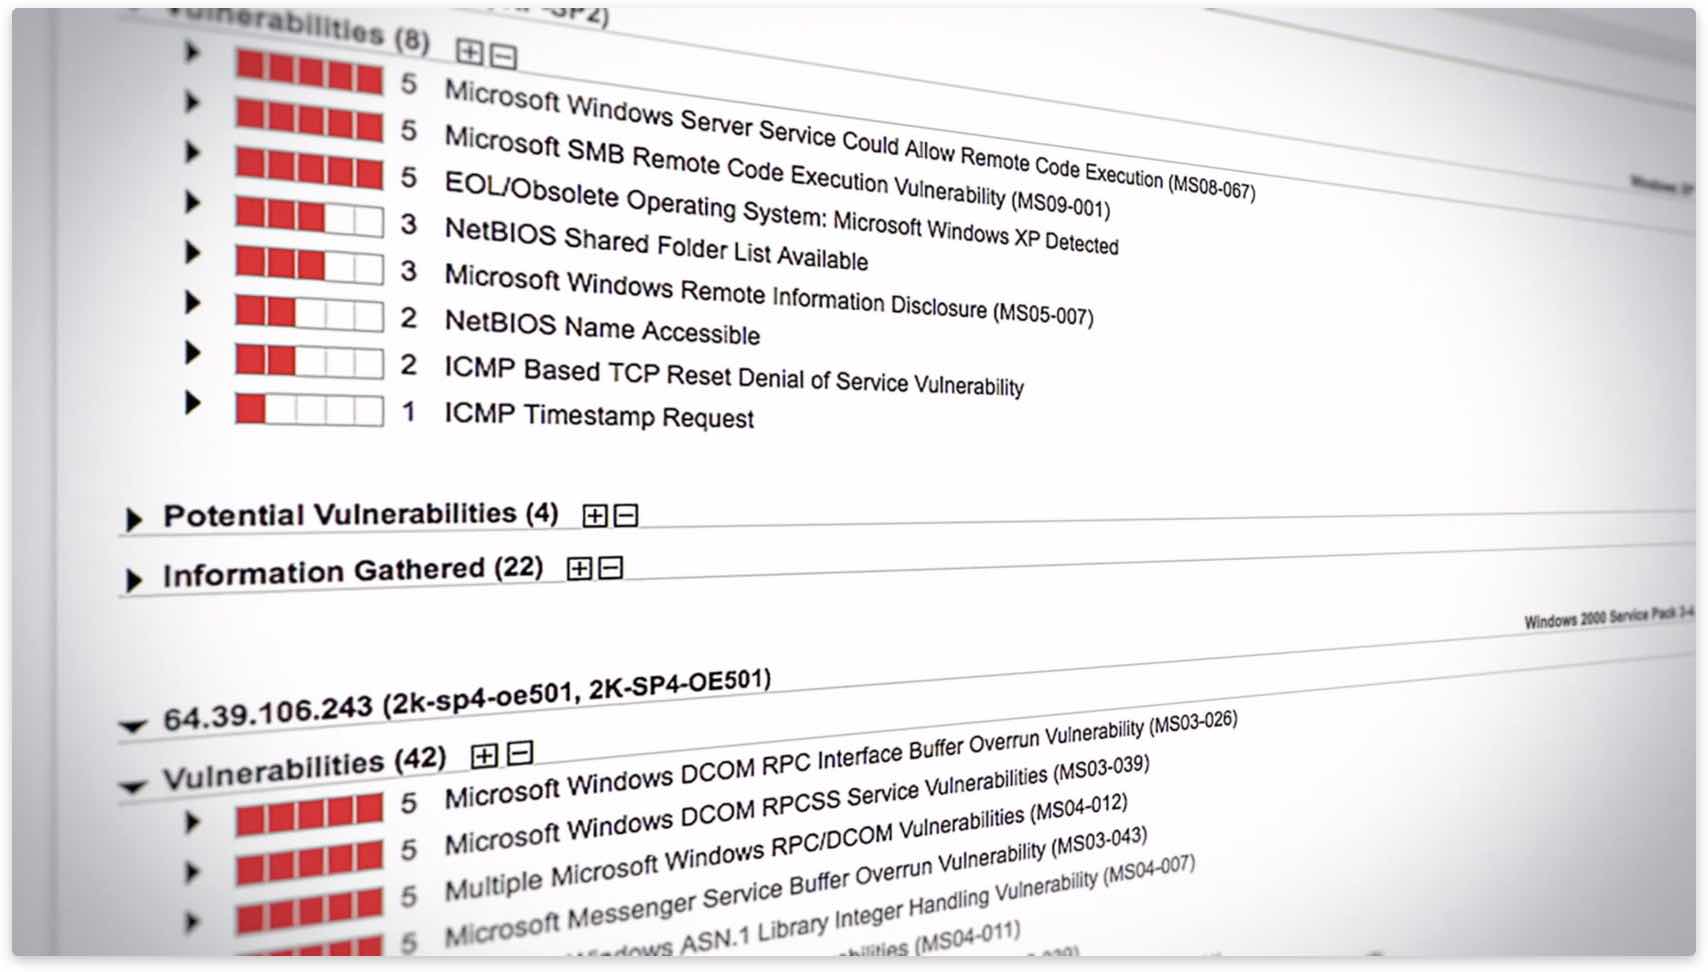 -SP2)
Vulnerabilities (8)
5 Microsoft Windows Server Service Could Allow Remote Code Execution (MS08-067)
5 Microsoft SMB Remote Code Execution Vulnerability (MS09-001)
5 EOL/Obsolete Operating System: Microsoft Windows XP Detected
3 NetBIOS Shared Folder List Available
3 Microsoft Windows Remote Information Disclosure (MS05-007)
2 NetBIOS Name Accessible
2 ICMP Based TCP Reset Denial of Service Vulnerability
1 ICMP Timestamp Request
Windows
Potential Vulnerabilities (4)
Information Gathered (22)
Windows 2000 Service Pack 3-4
64.39.106.243 (2k-sp4-oe501, 2K-SP4-OE501)
Vulnerabilities (42)
5 Microsoft Windows DCOM RPC Interface Buffer Overrun Vulnerability (MS03-026)
5 Microsoft Windows DCOM RPCSS Service Vulnerabilities (MS03-039)
5 Multiple Microsoft Windows RPC/DCOM Vulnerabilities (MS04-012)
5 Microsoft Messenger Service Buffer Overrun Vulnerability (MS03-043)
Windows ASN.1 Library Integer Handling Vulnerability (MS04-007)
(MS04-011)